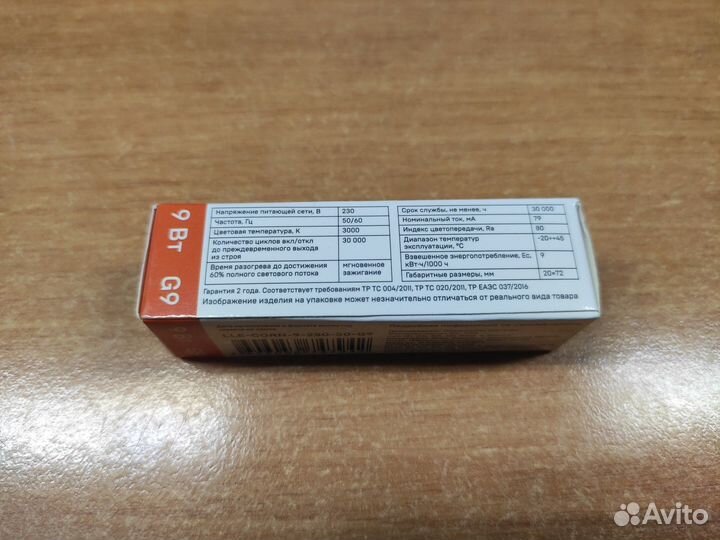 9 Вт G9
Напряжение питающей сети, В 230
Частота, Гц 50/60
Цветовая температура, К 3000
Количество циклов вкл/откл 30 000
до преждевременного выхода
из строя
Время разогрева до достижения мгновенное
60% полного светового потока зажигание
Срок службы, не менее, ч 30 000
Номинальный ток, мА 79
Индекс цветопередачи, Ra 80
Диапазон температур -20÷+45
эксплуатации, °С
Взвешенное энергопотребление, Ес, 9
кВт·ч/1000 ч
Габаритные размеры, мм 20×72
Гарантия 2 года. Соответствует требованиям ТР ТС 004/2011, ТР ТС 020/2011, ТР ЕАЭС 037/2016
Изображение изделия на упаковке может незначительно отличаться от реального вида товара
9 В
Avito